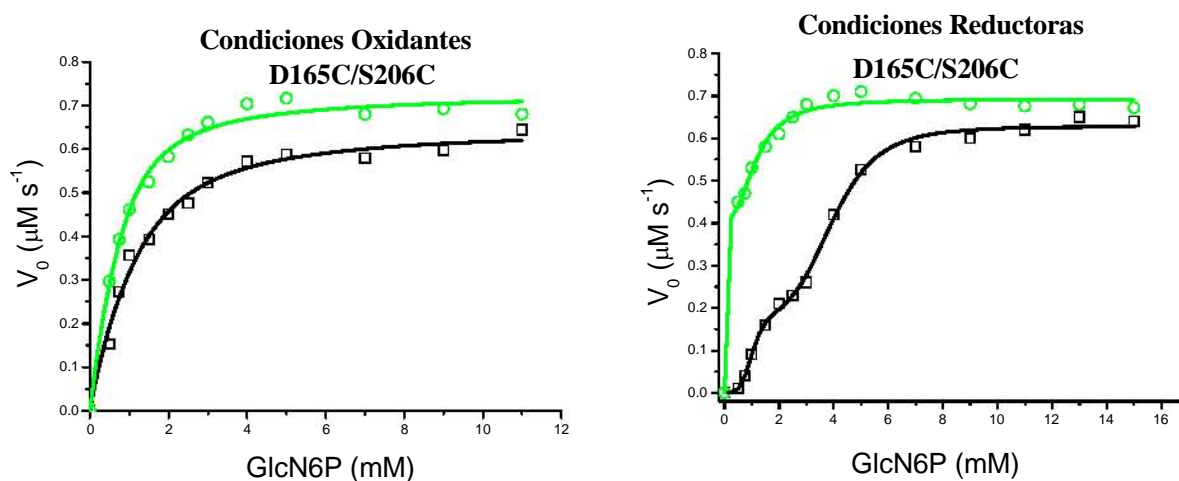 Condiciones Oxidantes
D165C/S206C
0.8
0.7
0.6
0.5
0.4
0.3
0.2
0.1
0.0
V0 (μM s-1)
0 2 4 6 8 10 12
GlcN6P (mM)
Condiciones Reductoras
D165C/S206C
0.8
0.7
0.6
0.5
0.4
0.3
0.2
0.1
0.0
V0 (μM s-1)
0 2 4 6 8 10 12 14 16
GlcN6P (mM)